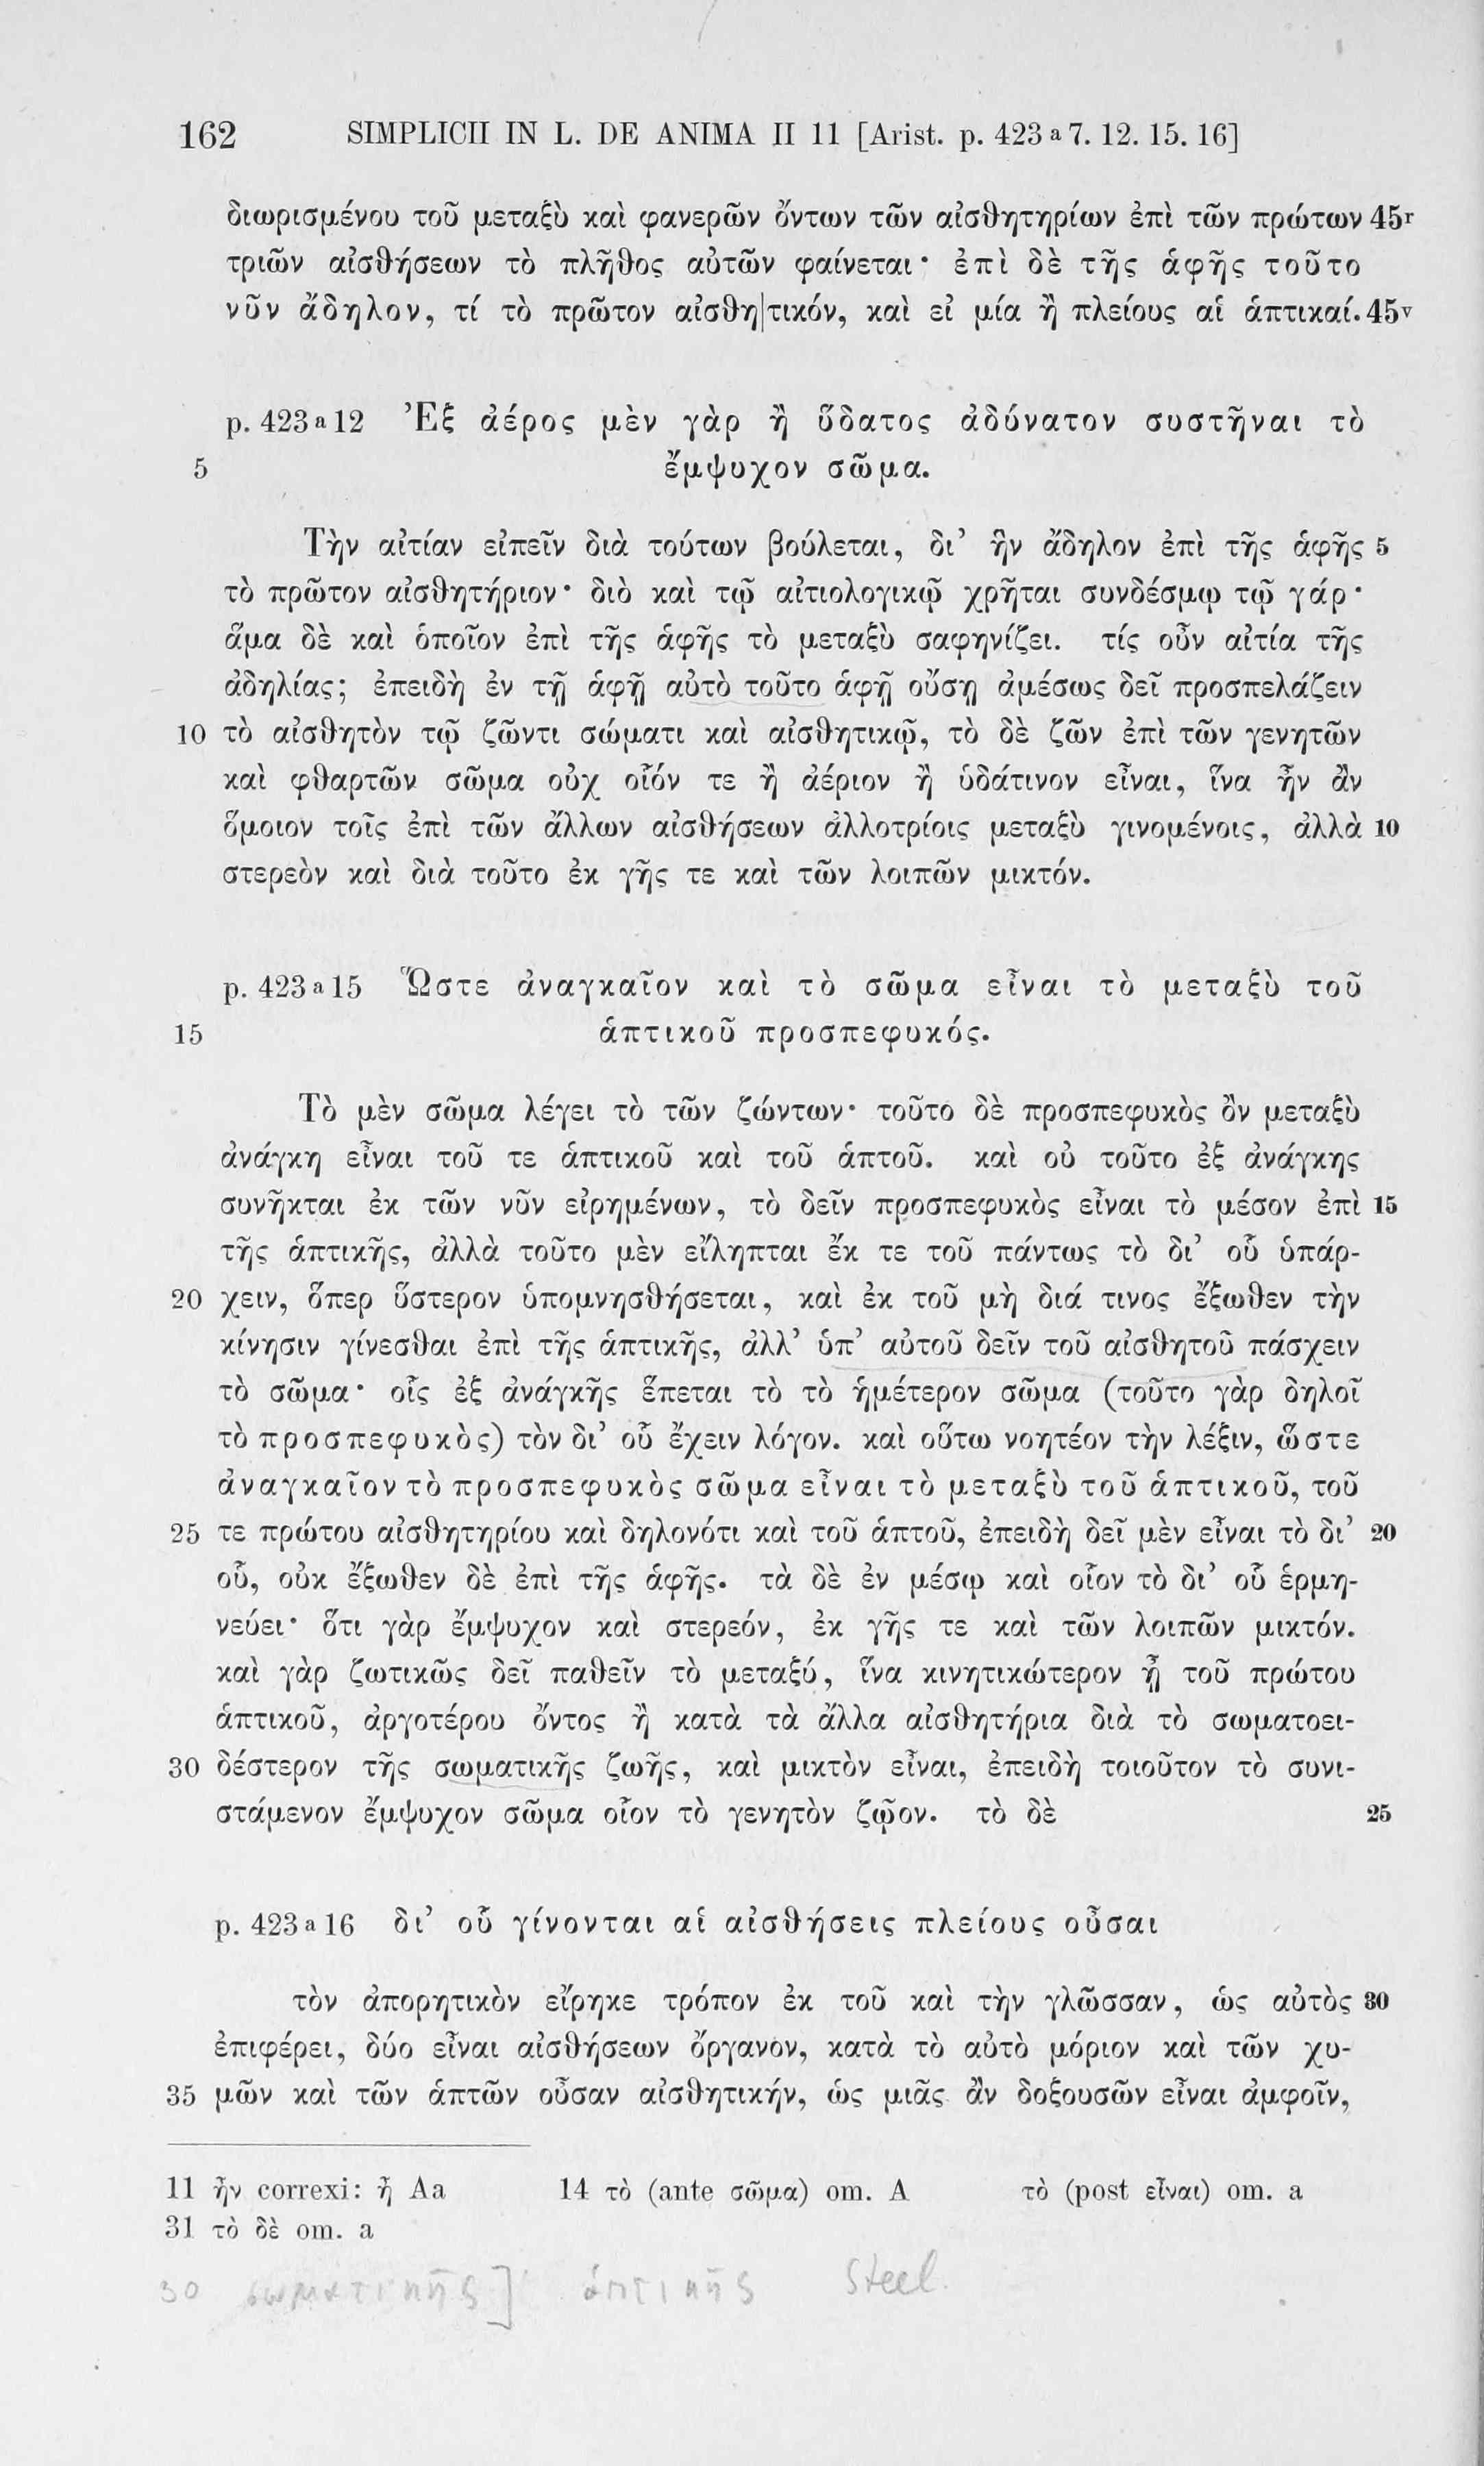 162 SIMPLICII IN L. DE ANIMA II 11 [Arist. p. 423 a 7. 12. 15. 16]
διωρισμένου τοῦ μεταξὺ καὶ φανερῶν ὄντων τῶν αἰσθητηρίων ἐπὶ τῶν πρώτων 45r
τριῶν αἰσθήσεων τὸ πλῆθος αὐτῶν φαίνεται· ἐπὶ δὲ τῆς ἁφῆς τοῦτο
νῦν ἄδηλον, τί τὸ πρῶτον αἰσθη|τικόν, καὶ εἰ μία ἢ πλείους αἱ ἁπτικαί. 45v
p. 423 a 12 Ἐξ ἀέρος μὲν γὰρ ἢ ὕδατος ἀδύνατον συστῆναι τὸ
5 ἔμψυχον σῶμα.
Τὴν αἰτίαν εἰπεῖν διὰ τούτων βούλεται, δι’ ἣν ἄδηλον ἐπὶ τῆς ἁφῆς 5
τὸ πρῶτον αἰσθητήριον· διὸ καὶ τῷ αἰτιολογικῷ χρῆται συνδέσμῳ τῷ γάρ·
ἅμα δὲ καὶ ὁποῖον ἐπὶ τῆς ἁφῆς τὸ μεταξὺ σαφηνίζει. τίς οὖν αἰτία τῆς
ἀδηλίας; ἐπειδὴ ἐν τῇ ἁφῇ αὐτὸ τοῦτο ἁφῇ οὔσῃ ἀμέσως δεῖ προσπελάζειν
10 τὸ αἰσθητὸν τῷ ζῶντι σώματι καὶ αἰσθητικῷ, τὸ δὲ ζῶν ἐπὶ τῶν γενητῶν
καὶ φθαρτῶν σῶμα οὐχ οἷόν τε ἢ ἀέριον ἢ ὑδάτινον εἶναι, ἵνα ἦν ἂν
ὅμοιον τοῖς ἐπὶ τῶν ἄλλων αἰσθήσεων ἀλλοτρίοις μεταξὺ γινομένοις, ἀλλὰ 10
στερεὸν καὶ διὰ τοῦτο ἐκ γῆς τε καὶ τῶν λοιπῶν μικτόν.
p. 423 a 15 Ὥστε ἀναγκαῖον καὶ τὸ σῶμα εἶναι τὸ μεταξὺ τοῦ
15 ἁπτικοῦ προσπεφυκός.
Τὸ μὲν σῶμα λέγει τὸ τῶν ζώντων· τοῦτο δὲ προσπεφυκὸς ὂν μεταξὺ
ἀνάγκη εἶναι τοῦ τε ἁπτικοῦ καὶ τοῦ ἁπτοῦ. καὶ οὐ τοῦτο ἐξ ἀνάγκης
συνῆκται ἐκ τῶν νῦν εἰρημένων, τὸ δεῖν προσπεφυκὸς εἶναι τὸ μέσον ἐπὶ 15
τῆς ἁπτικῆς, ἀλλὰ τοῦτο μὲν εἴληπται ἔκ τε τοῦ πάντως τὸ δι’ οὗ ὑπάρ-
20 χειν, ὅπερ ὕστερον ὑπομνησθήσεται, καὶ ἐκ τοῦ μὴ διά τινος ἔξωθεν τὴν
κίνησιν γίνεσθαι ἐπὶ τῆς ἁπτικῆς, ἀλλ’ ὑπ’ αὐτοῦ δεῖν τοῦ αἰσθητοῦ πάσχειν
τὸ σῶμα· οἷς ἐξ ἀνάγκῆς ἕπεται τὸ τὸ ἡμέτερον σῶμα (τοῦτο γὰρ δηλοῖ
τὸ προσπεφυκὸς) τὸν δι’ οὗ ἔχειν λόγον. καὶ οὕτω νοητέον τὴν λέξιν, ὥστε
ἀναγκαῖον τὸ προσπεφυκὸς σῶμα εἶναι τὸ μεταξὺ τοῦ ἁπτικοῦ, τοῦ
25 τε πρώτου αἰσθητηρίου καὶ δηλονότι καὶ τοῦ ἁπτοῦ, ἐπειδὴ δεῖ μὲν εἶναι τὸ δι’ 20
οὗ, οὐκ ἔξωθεν δὲ ἐπὶ τῆς ἁφῆς. τὰ δὲ ἐν μέσῳ καὶ οἷον τὸ δι’ οὗ ἑρμη-
νεύει· ὅτι γὰρ ἔμψυχον καὶ στερεόν, ἐκ γῆς τε καὶ τῶν λοιπῶν μικτόν.
καὶ γὰρ ζωτικῶς δεῖ παθεῖν τὸ μεταξύ, ἵνα κινητικώτερον ᾖ τοῦ πρώτου
ἁπτικοῦ, ἀργοτέρου ὄντος ἢ κατὰ τὰ ἄλλα αἰσθητήρια διὰ τὸ σωματοει-
30 δέστερον τῆς σωματικῆς ζωῆς, καὶ μικτὸν εἶναι, ἐπειδὴ τοιοῦτον τὸ συνι-
στάμενον ἔμψυχον σῶμα οἷον τὸ γενητὸν ζῷον. τὸ δὲ 25
p. 423 a 16 δι’ οὗ γίνονται αἱ αἰσθήσεις πλείους οὖσαι
τὸν ἀπορητικὸν εἴρηκε τρόπον ἐκ τοῦ καὶ τὴν γλῶσσαν, ὡς αὐτὸς 30
ἐπιφέρει, δύο εἶναι αἰσθήσεων ὄργανον, κατὰ τὸ αὐτὸ μόριον καὶ τῶν χυ-
35 μῶν καὶ τῶν ἁπτῶν οὖσαν αἰσθητικήν, ὡς μιᾶς ἂν δοξουσῶν εἶναι ἀμφοῖν,
11 ἦν correxi: ᾖ Aa 14 τὸ (ante σῶμα) om. A τὸ (post εἶναι) om. a
31 τὸ δὲ om. a
30 σωματικῆς] ἁπτικῆς Steel.